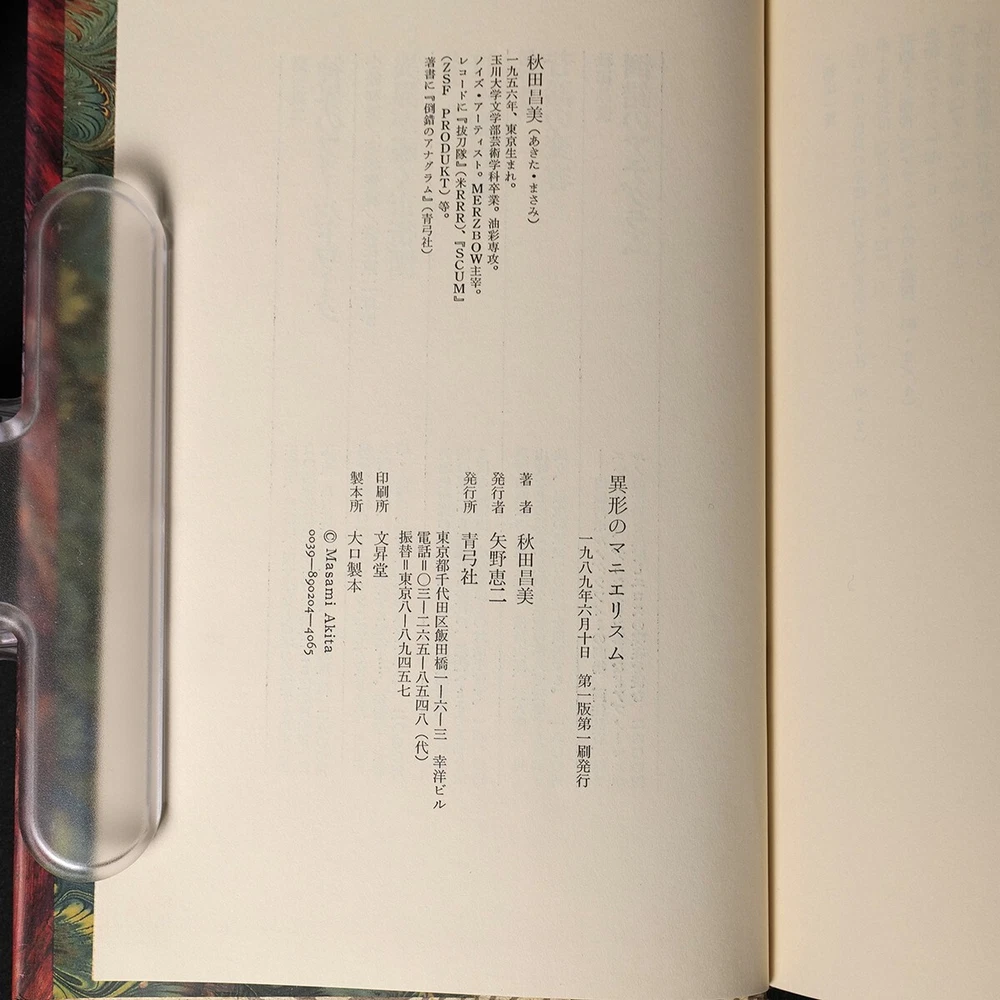 秋田昌美（あきた・まさみ）
一九五六年、東京生まれ。
玉川大学文学部芸術学科卒業。油彩専攻。
ノイズ・アーティスト。MERZBOW主宰。
レコードに『抜刀隊』（米RRR）、『SCUM』
（ZSF PRODUKT）等。
著書に『倒錯のアナグラム』（青弓社）
異形のマニエリスム
一九八九年六月十日　第一版第一刷発行
著　者　秋田昌美
発行者　矢野恵二
発行所　青弓社
東京都千代田区飯田橋一ー六ー三　幸洋ビル
電話＝〇三ー二六五ー八五四八（代）
振替＝東京八ー八九四五七
印刷所　文昇堂
製本所　大口製本
© Masami Akita
0039—890204—4065